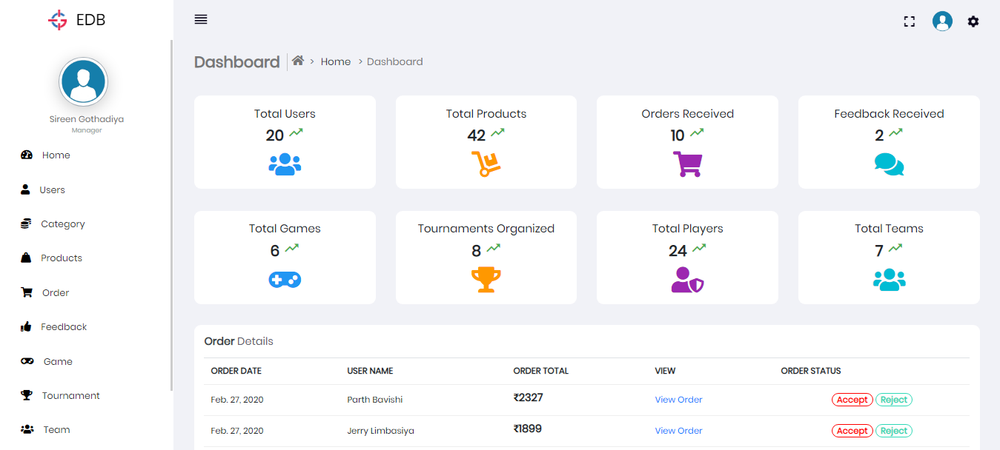 EDB
Sireen Gothadiya
Manager
Home
Users
Category
Products
Order
Feedback
Game
Tournament
Team
Dashboard > Home > Dashboard
Total Users
20
Total Products
42
Orders Received
10
Feedback Received
2
Total Games
6
Tournaments Organized
8
Total Players
24
Total Teams
7
Order Details
ORDER DATE USER NAME ORDER TOTAL VIEW ORDER STATUS
Feb. 27, 2020 Parth Bavishi ₹2327 View Order Accept Reject
Feb. 27, 2020 Jerry Limbasiya ₹1899 View Order Accept Reject